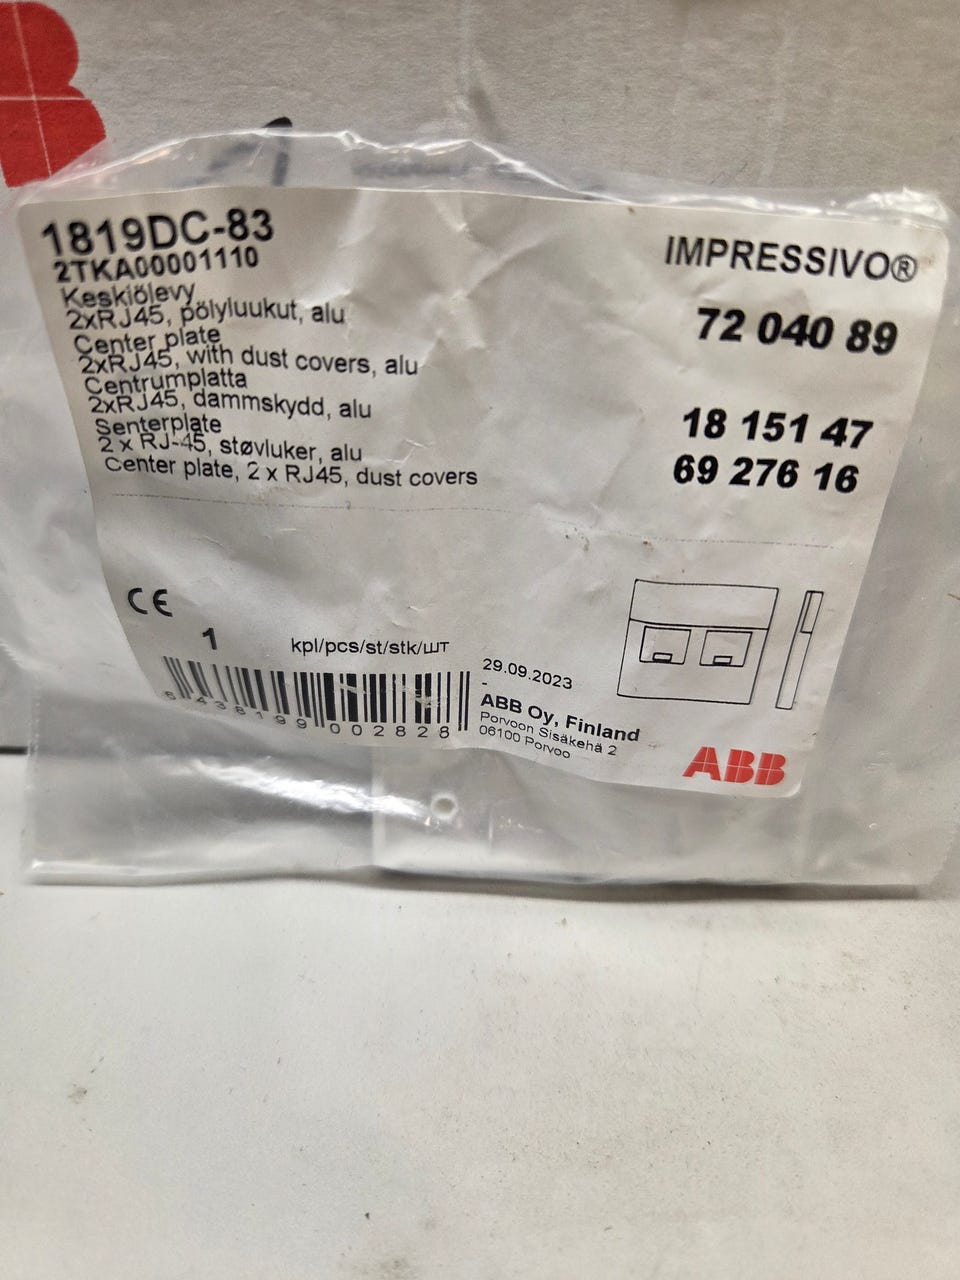 1819DC-83
2TKA00001110
Keskiölevy
2xRJ45, pölyluukut, alu
Center plate
2xRJ45, with dust covers, alu
Centrumplatta
2xRJ45, dammskydd, alu
Senterplate
2 x RJ-45, støvluker, alu
Center plate, 2 x RJ45, dust covers
IMPRESSIVO®
72 040 89
18 151 47
69 276 16
CE
1 kpl/pcs/st/stk/шт
6 438199 002828
29.09.2023
-
ABB Oy, Finland
Porvoon Sisäkehä 2
06100 Porvoo
ABB